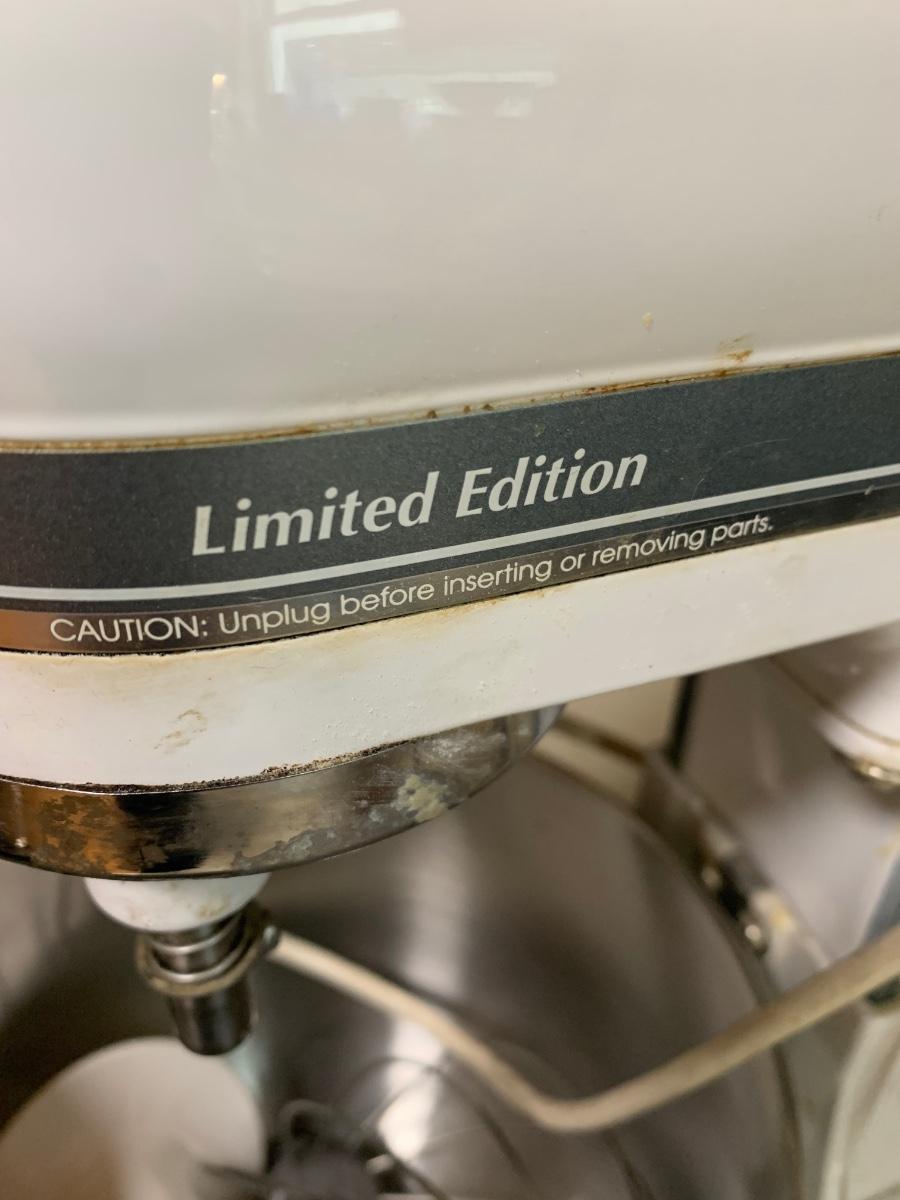 Limited Edition
CAUTION: Unplug before inserting or removing parts.